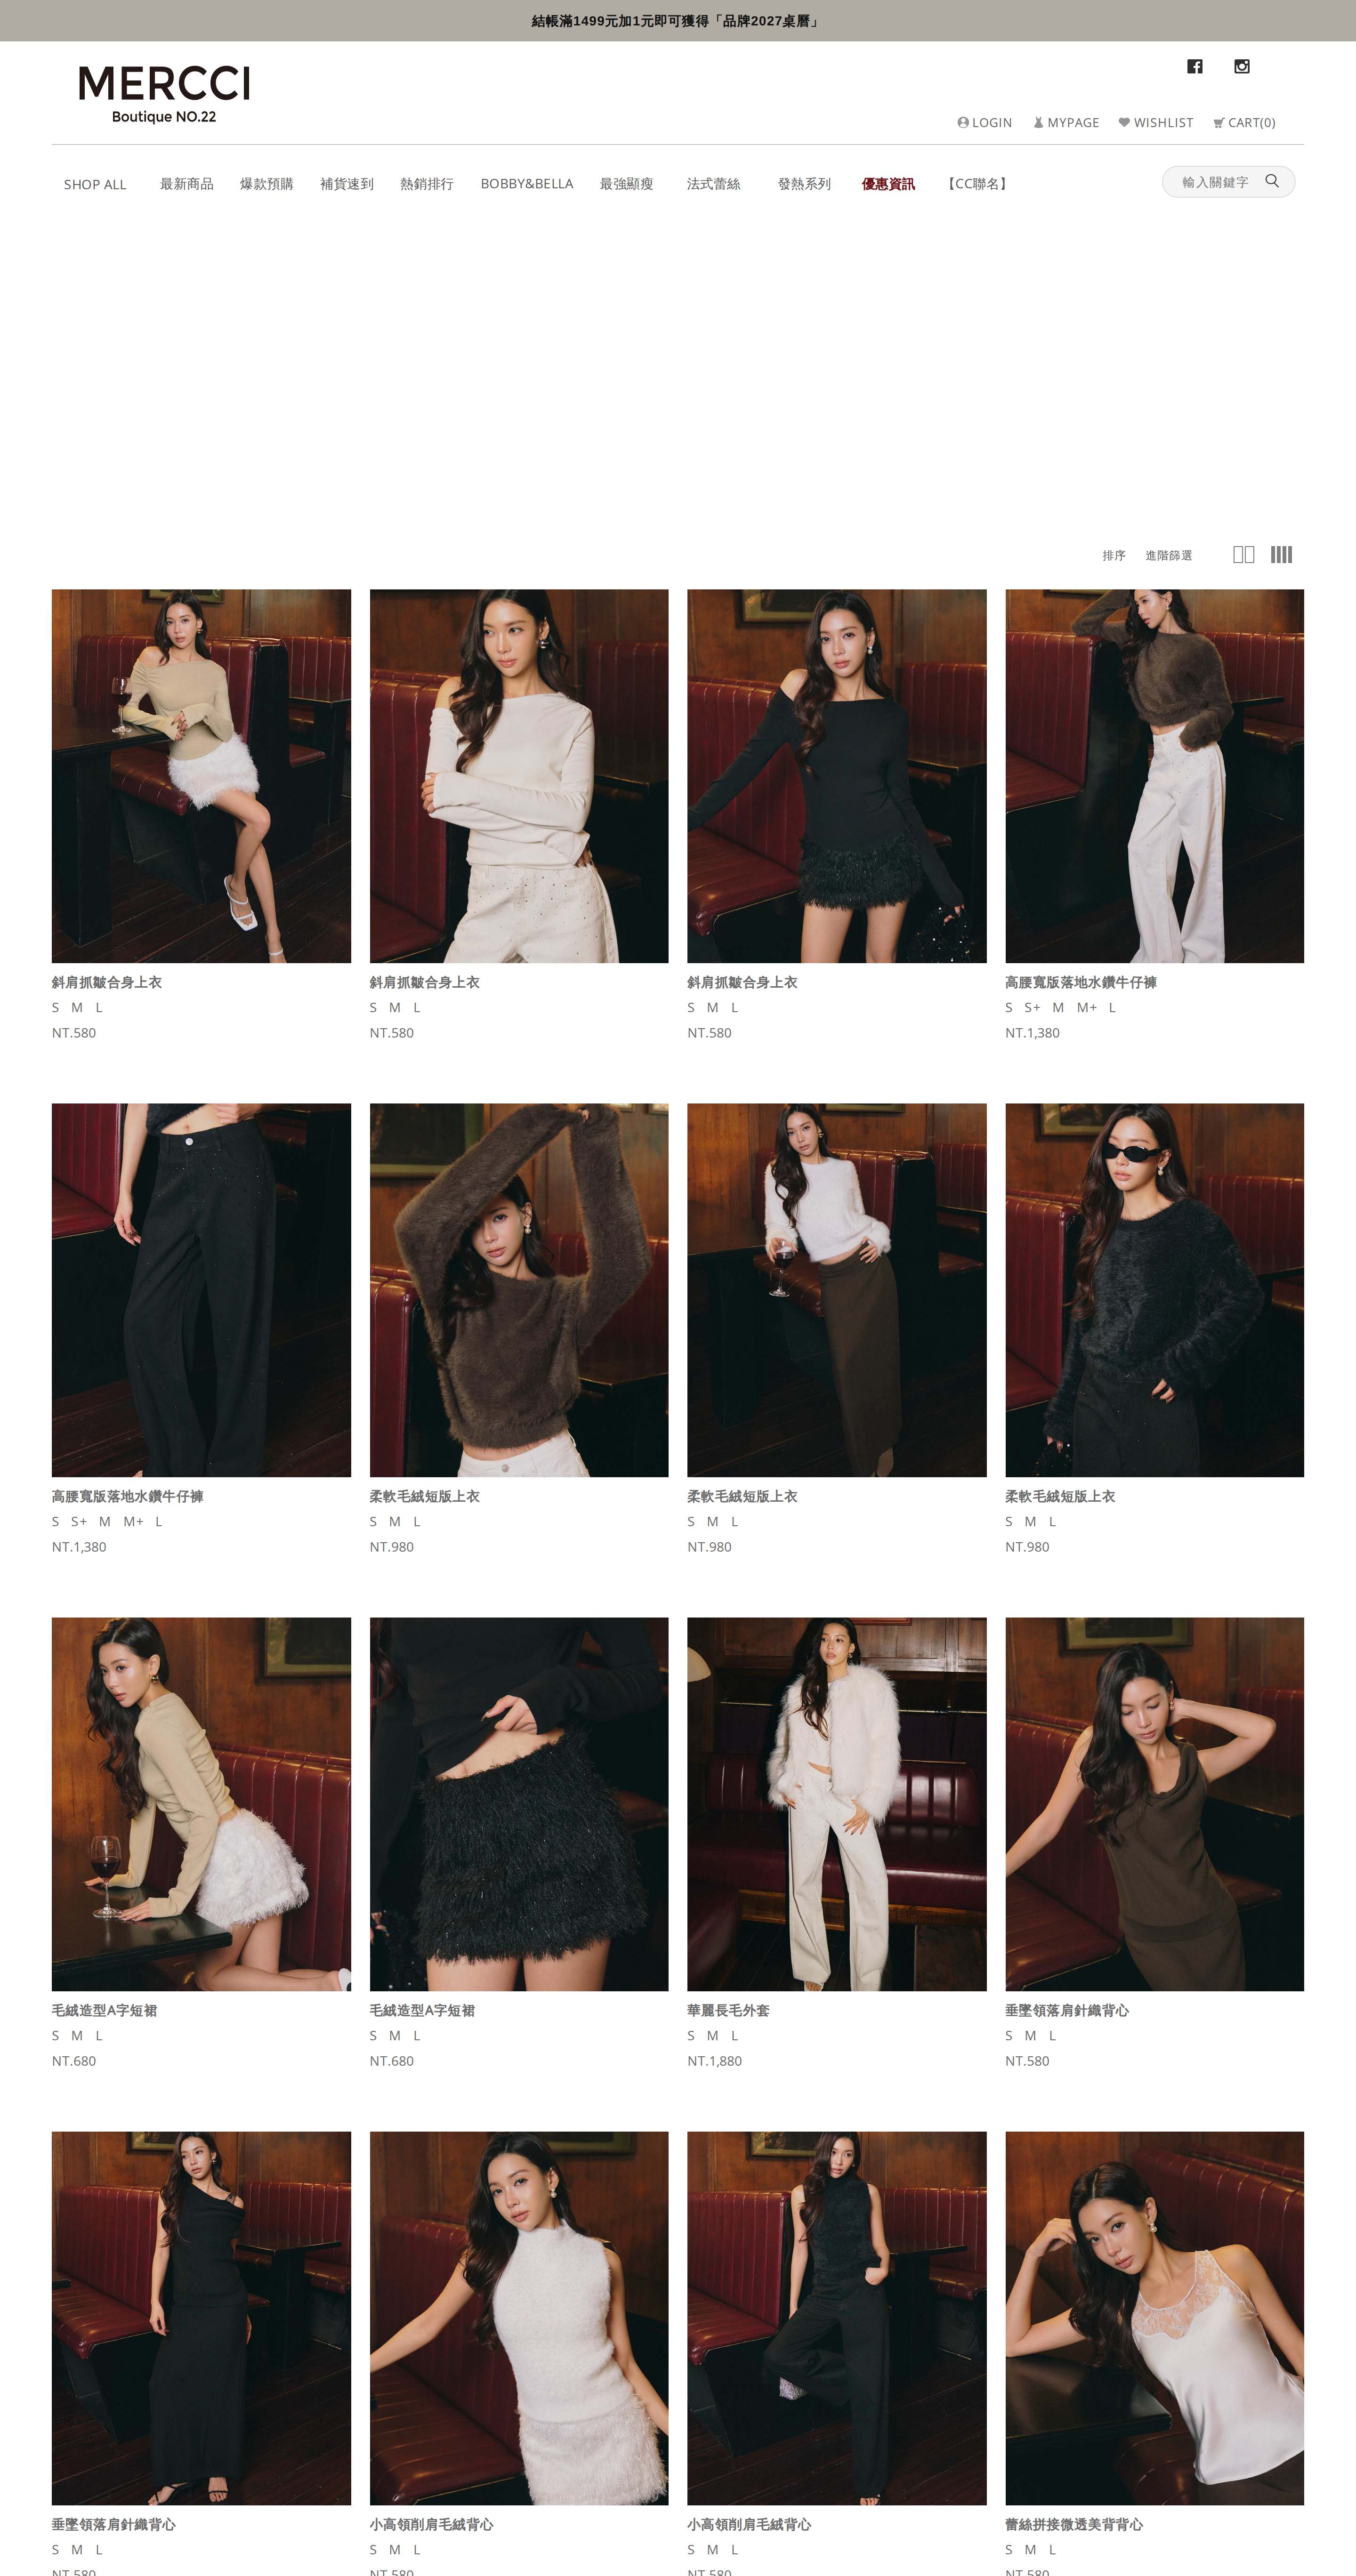 結帳滿1499元加1元即可獲得「品牌2027桌曆」
MERCCI
Boutique NO.22
LOGIN MYPAGE WISHLIST CART(0)
SHOP ALL 最新商品 爆款預購 補貨速到 熱銷排行 BOBBY&BELLA 最強顯瘦 法式蕾絲 發熱系列 優惠資訊 【CC聯名】 輸入關鍵字
排序 進階篩選
斜肩抓皺合身上衣 斜肩抓皺合身上衣 斜肩抓皺合身上衣 高腰寬版落地水鑽牛仔褲
S M L S M L S M L S S+ M M+ L
NT.580 NT.580 NT.580 NT.1,380
高腰寬版落地水鑽牛仔褲 柔軟毛絨短版上衣 柔軟毛絨短版上衣 柔軟毛絨短版上衣
S S+ M M+ L S M L S M L S M L
NT.1,380 NT.980 NT.980 NT.980
毛絨造型A字短裙 毛絨造型A字短裙 華麗長毛外套 垂墜領落肩針織背心
S M L S M L S M L S M L
NT.680 NT.680 NT.1,880 NT.580
垂墜領落肩針織背心 小高領削肩毛絨背心 小高領削肩毛絨背心 蕾絲拼接微透美背背心
S M L S M L S M L S M L
NT.580 NT.580 NT.580 NT.580